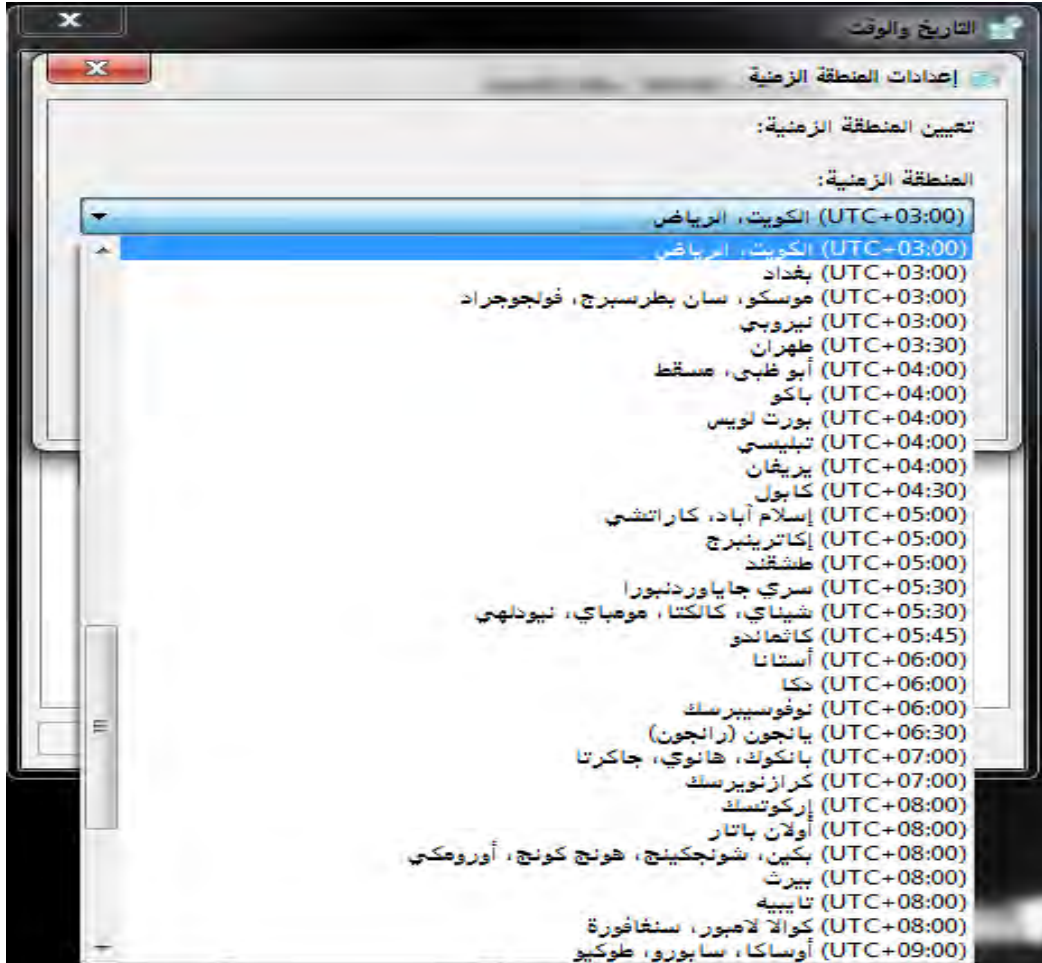 التاريخ والوقت
إعدادات المنطقة الزمنية
تعيين المنطقة الزمنية:
المنطقة الزمنية:
(UTC+03:00) الكويت، الرياض
(UTC+03:00) الكويت، الرياض
(UTC+03:00) بغداد
(UTC+03:00) موسكو، سان بطرسبرج، فولجوجراد
(UTC+03:00) نيروبي
(UTC+03:30) طهران
(UTC+04:00) أبو ظبى، مسقط
(UTC+04:00) باكو
(UTC+04:00) بورت لويس
(UTC+04:00) تبليسي
(UTC+04:00) يريفان
(UTC+04:30) كابول
(UTC+05:00) إسلام آباد، كاراتشي
(UTC+05:00) إكاترينبرج
(UTC+05:00) طشقند
(UTC+05:30) سري جاياوردنبورا
(UTC+05:30) شيناي، كالكتا، مومباي، نيودلهي
(UTC+05:45) كاثماندو
(UTC+06:00) أستانا
(UTC+06:00) دكا
(UTC+06:00) نوفوسيبرسك
(UTC+06:30) يانجون (رانجون)
(UTC+07:00) بانكوك، هانوي، جاكرتا
(UTC+07:00) كرازنويرسك
(UTC+08:00) إركوتسك
(UTC+08:00) أولان باتار
(UTC+08:00) بكين، شونجكينج، هونج كونج، أورومكي
(UTC+08:00) بيرث
(UTC+08:00) تايبيه
(UTC+08:00) كوالا لامبور، سنغافورة
(UTC+09:00) أوساكا، سابورو، طوكيو